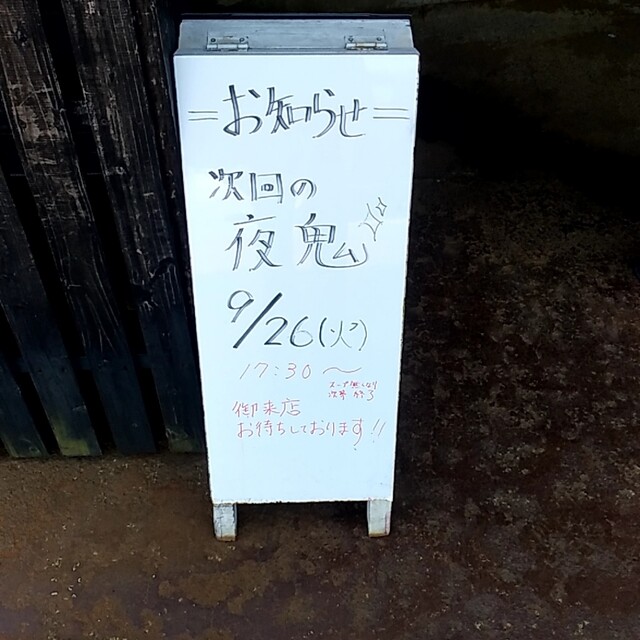 =お知らせ=
次回の
夜鬼
9/26(火)
17:30〜
スープ無くなり
次第 終了
御来店
お待ちしております!!